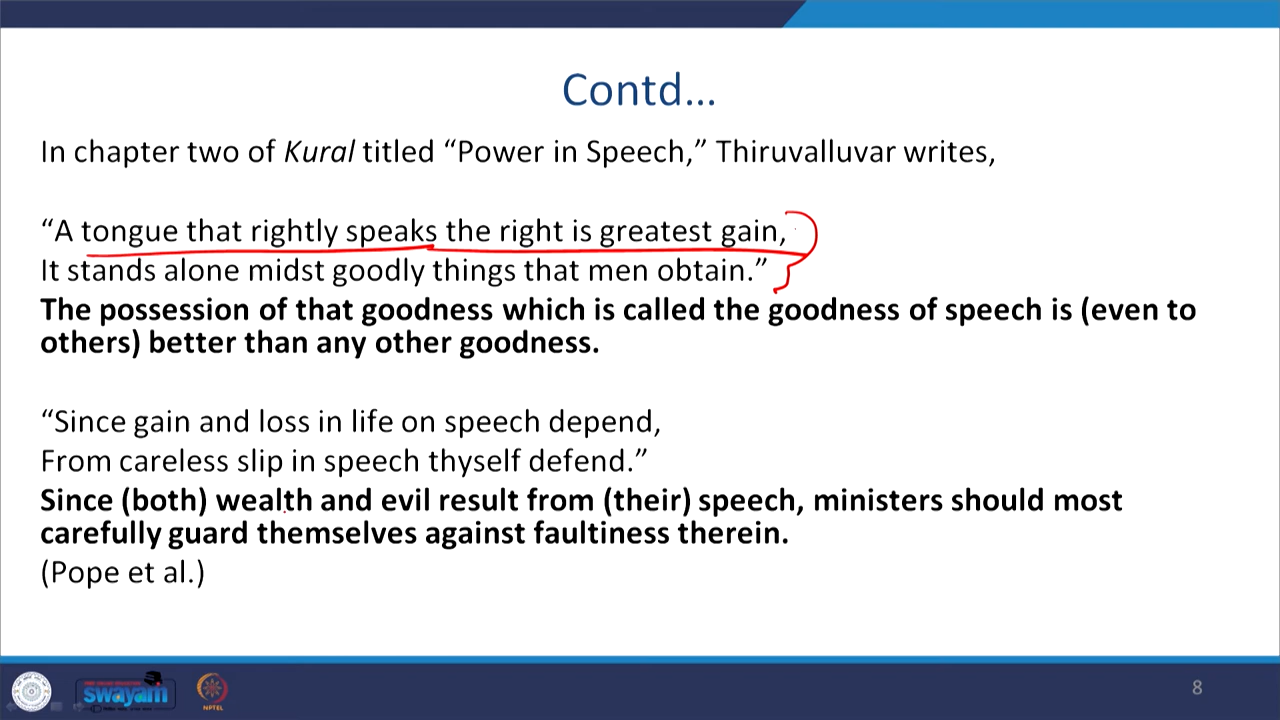 Contd...
In chapter two of Kural titled “Power in Speech,” Thiruvalluvar writes,
“A tongue that rightly speaks the right is greatest gain,
It stands alone midst goodly things that men obtain.”
The possession of that goodness which is called the goodness of speech is (even to
others) better than any other goodness.
“Since gain and loss in life on speech depend,
From careless slip in speech thyself defend.”
Since (both) wealth and evil result from (their) speech, ministers should most
carefully guard themselves against faultiness therein.
(Pope et al.)
swayam
NPTEL
8